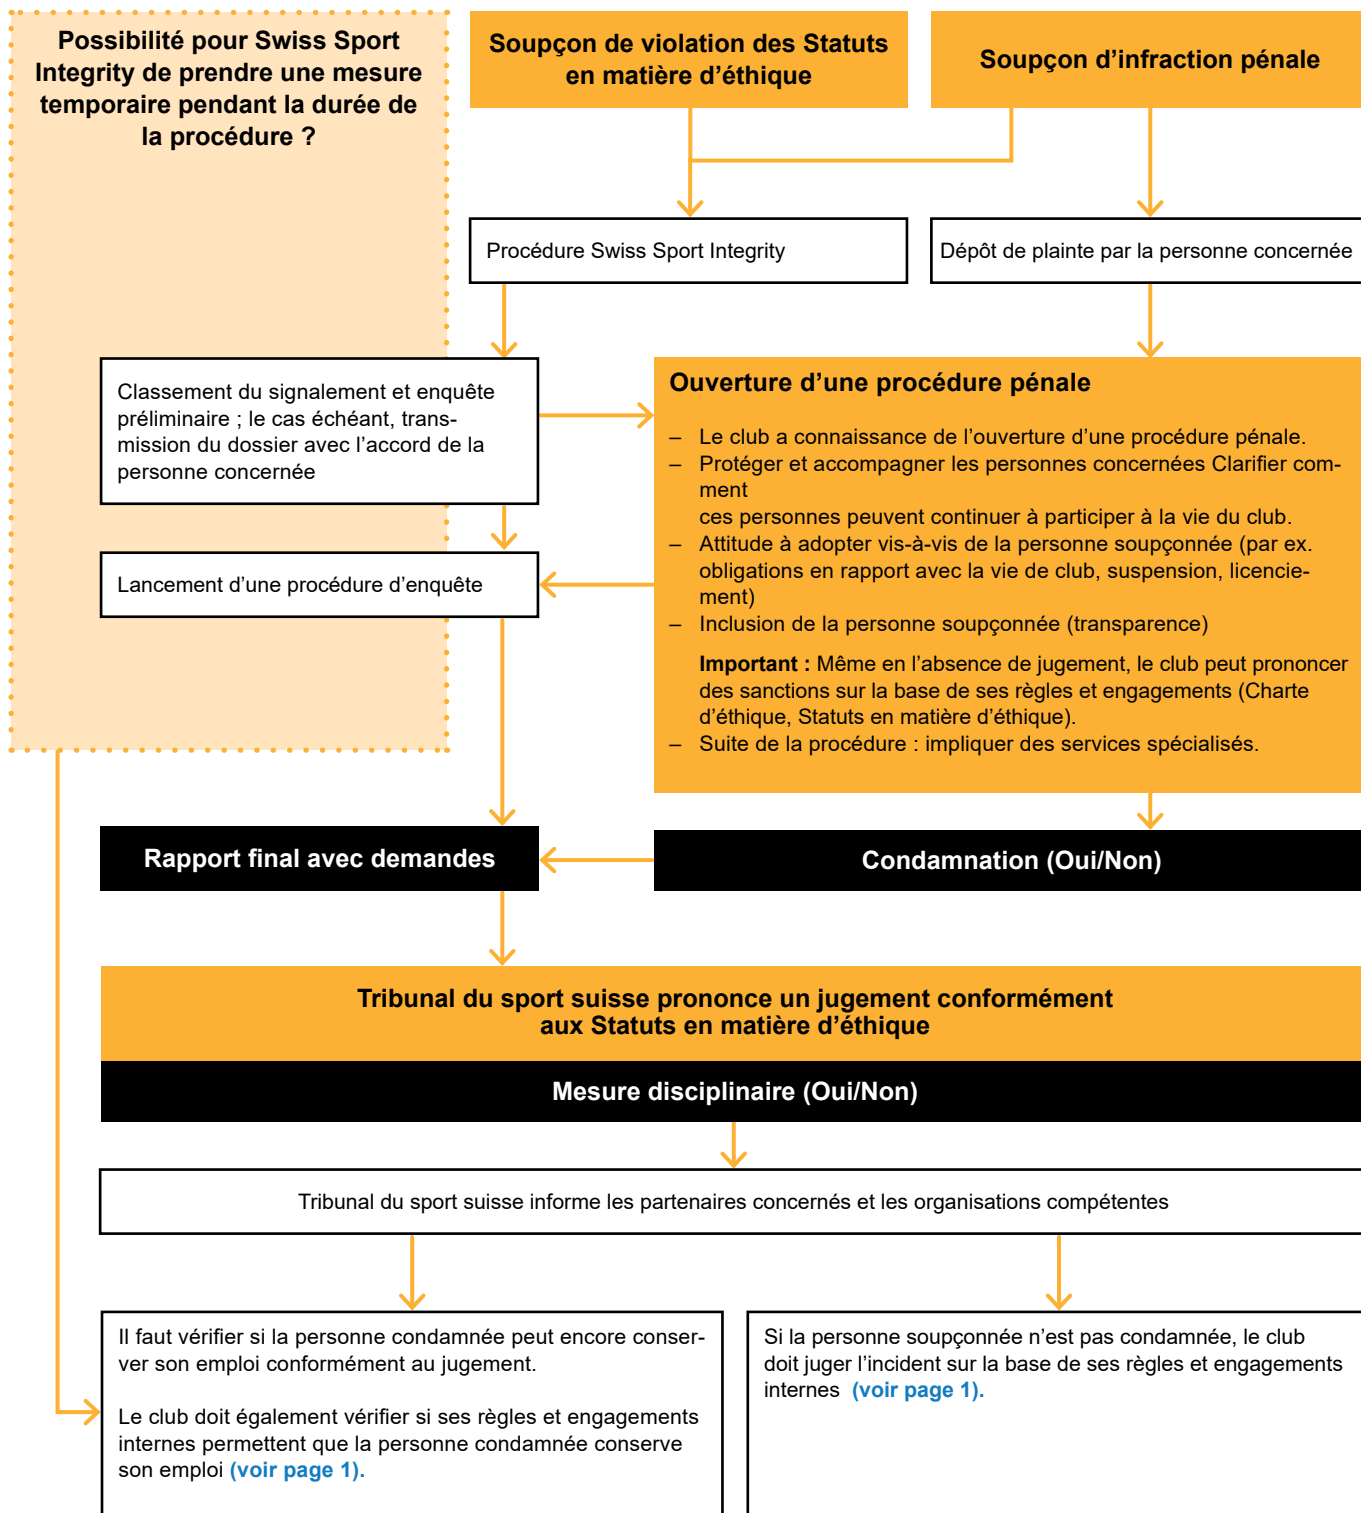 Possibilité pour Swiss Sport
Integrity de prendre une mesure
temporaire pendant la durée de
la procédure ?
Soupçon de violation des Statuts
en matière d’éthique
Soupçon d’infraction pénale
Procédure Swiss Sport Integrity
Dépôt de plainte par la personne concernée
Classement du signalement et enquête
préliminaire ; le cas échéant, trans-
mission du dossier avec l’accord de la
personne concernée
Lancement d’une procédure d’enquête
Ouverture d’une procédure pénale
– Le club a connaissance de l’ouverture d’une procédure pénale.
– Protéger et accompagner les personnes concernées Clarifier com-
ment
ces personnes peuvent continuer à participer à la vie du club.
– Attitude à adopter vis-à-vis de la personne soupçonnée (par ex.
obligations en rapport avec la vie de club, suspension, licencie-
ment)
– Inclusion de la personne soupçonnée (transparence)
Important : Même en l’absence de jugement, le club peut prononcer
des sanctions sur la base de ses règles et engagements (Charte
d’éthique, Statuts en matière d’éthique).
– Suite de la procédure : impliquer des services spécialisés.
Rapport final avec demandes
Condamnation (Oui/Non)
Tribunal du sport suisse prononce un jugement conformément
aux Statuts en matière d’éthique
Mesure disciplinaire (Oui/Non)
Tribunal du sport suisse informe les partenaires concernés et les organisations compétentes
Il faut vérifier si la personne condamnée peut encore conser-
ver son emploi conformément au jugement.
Le club doit également vérifier si ses règles et engagements
internes permettent que la personne condamnée conserve
son emploi (voir page 1).
Si la personne soupçonnée n’est pas condamnée, le club
doit juger l’incident sur la base de ses règles et engagements
internes (voir page 1).